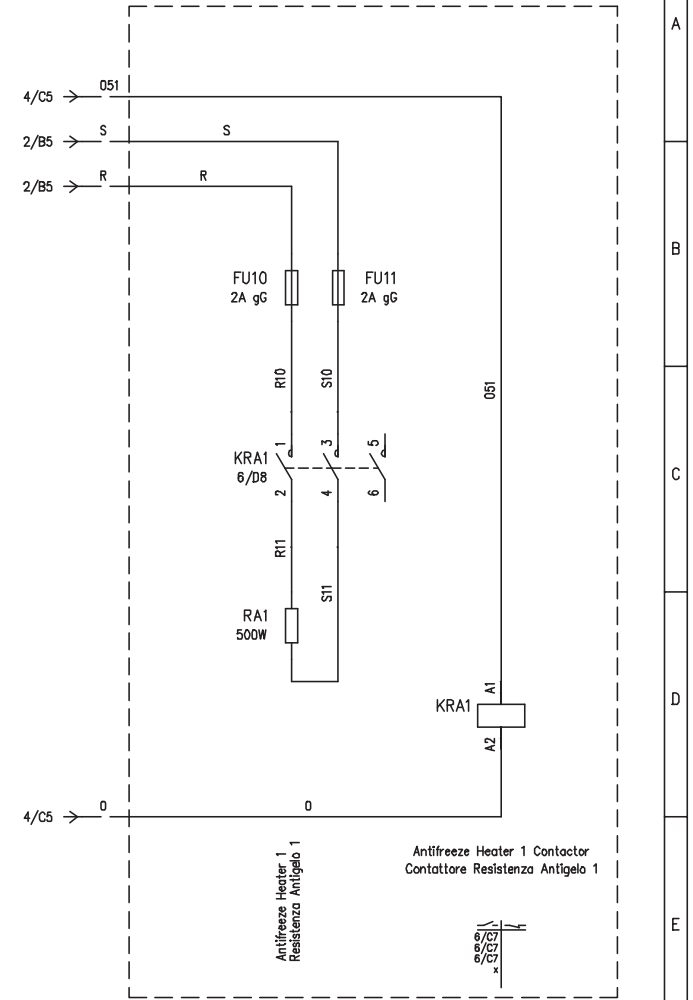 A
4/C5
051
2/B5
S
S
2/B5
R
R
B
FU10
2A gG
FU11
2A gG
R10
S10
051
1
3
5
KRA1
6/D8
C
2
4
6
R11
S11
RA1
500W
A1
KRA1
D
A2
4/C5
0
0
Antifreeze Heater 1
Resistenza Antigelo 1
Antifreeze Heater 1 Contactor
Contattore Resistenza Antigelo 1
E
6/C7
6/C7
6/C7
x